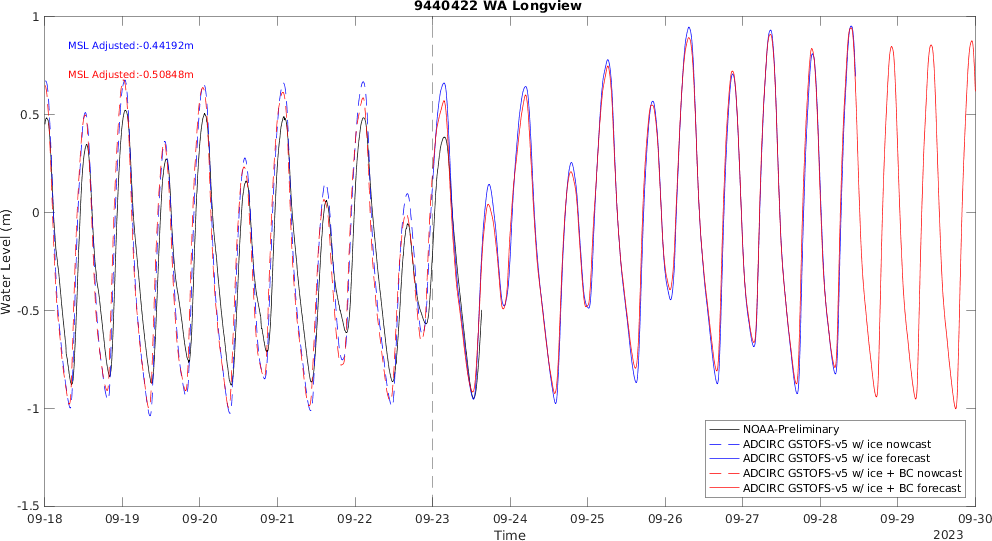 9440422 WA Longview
MSL Adjusted:-0.44192m
MSL Adjusted:-0.50848m
Water Level (m)
1
0.5
0
-0.5
-1
-1.5
NOAA-Preliminary
ADCIRC GSTOFS-v5 w/ ice nowcast
ADCIRC GSTOFS-v5 w/ ice forecast
ADCIRC GSTOFS-v5 w/ ice + BC nowcast
ADCIRC GSTOFS-v5 w/ ice + BC forecast
09-18 09-19 09-20 09-21 09-22 09-23 09-24 09-25 09-26 09-27 09-28 09-29 09-30
Time
2023